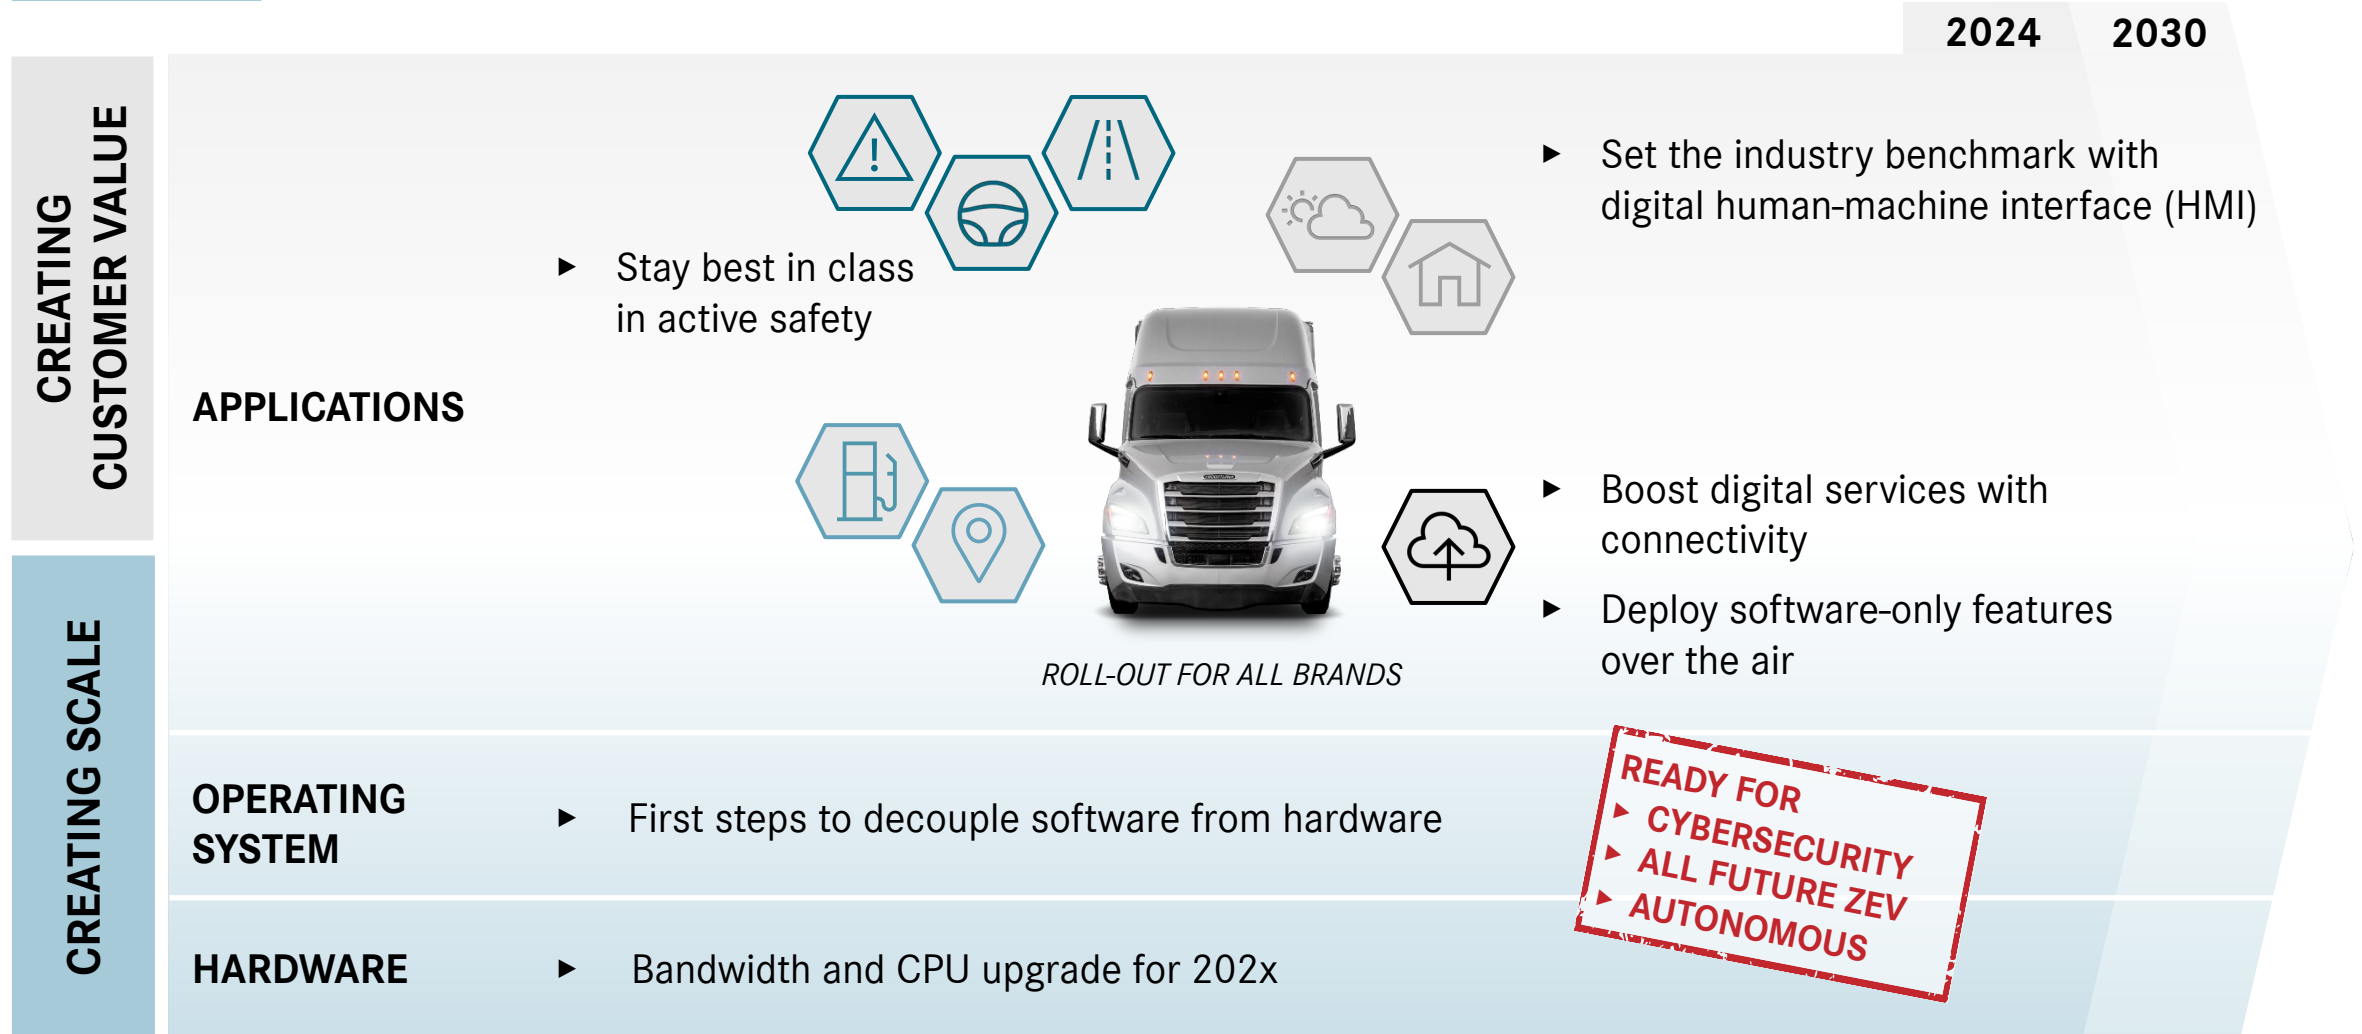 2024
2030
CREATING
CUSTOMER VALUE
Set the industry benchmark with
digital human-machine interface (HMI)
Stay best in class
in active safety
APPLICATIONS
Boost digital services with
connectivity
Deploy software-only features
over the air
ROLL-OUT FOR ALL BRANDS
CREATING SCALE
OPERATING
SYSTEM
First steps to decouple software from hardware
READY FOR
CYBERSECURITY
ALL FUTURE ZEV
AUTONOMOUS
HARDWARE
Bandwidth and CPU upgrade for 202x